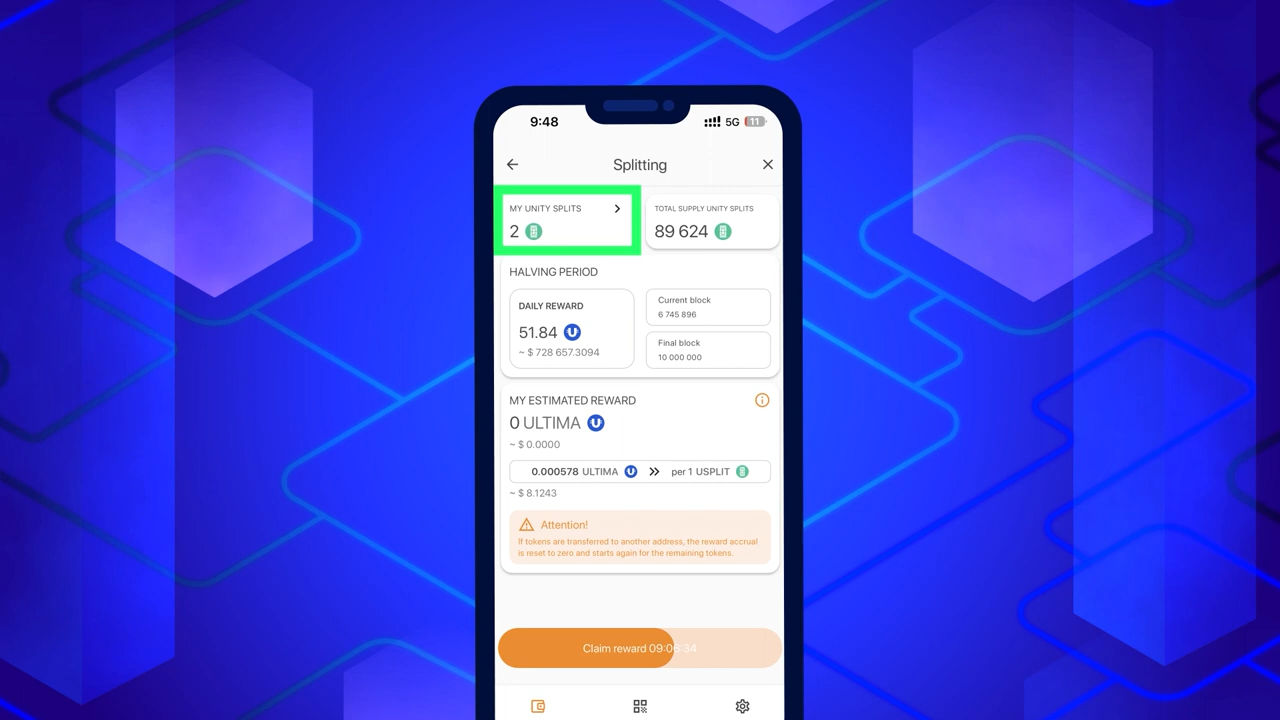 9:48
5G 11
Splitting
MY UNITY SPLITS
2
TOTAL SUPPLY UNITY SPLITS
89 624
HALVING PERIOD
DAILY REWARD
51.84
~ $ 728 657.3094
Current block
6 745 896
Final block
10 000 000
MY ESTIMATED REWARD
0 ULTIMA
~ $ 0.0000
0.000578 ULTIMA per 1 USPLIT
~ $ 8.1243
Attention!
If tokens are transferred to another address, the reward accrual
is reset to zero and starts again for the remaining tokens.
Claim reward 09:06:34